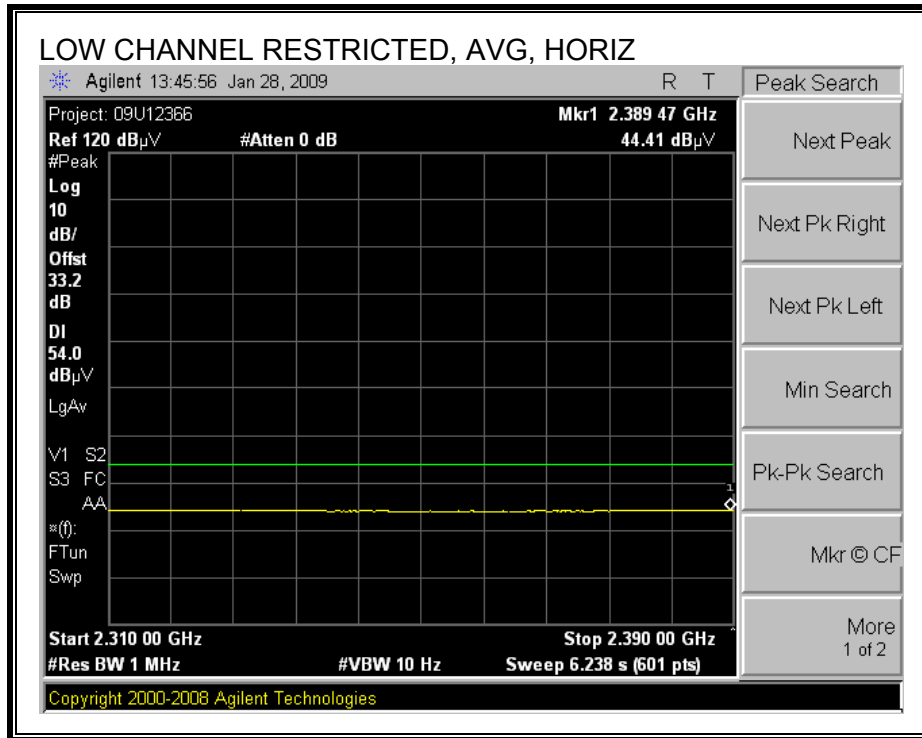 LOW CHANNEL RESTRICTED, AVG, HORIZ
Agilent 13:45:56 Jan 28, 2009 R T
Project: 09U12366 Mkr1 2.389 47 GHz
Ref 120 dBµV #Atten 0 dB 44.41 dBµV
#Peak
Log
10
dB/
Offst
33.2
dB
DI
54.0
dBµV
LgAv
V1 S2
S3 FC
AA
¤(f):
FTun
Swp
1
Start 2.310 00 GHz Stop 2.390 00 GHz ^
#Res BW 1 MHz #VBW 10 Hz Sweep 6.238 s (601 pts)
Copyright 2000-2008 Agilent Technologies
Peak Search
Next Peak
Next Pk Right
Next Pk Left
Min Search
Pk-Pk Search
Mkr © CF
More
1 of 2